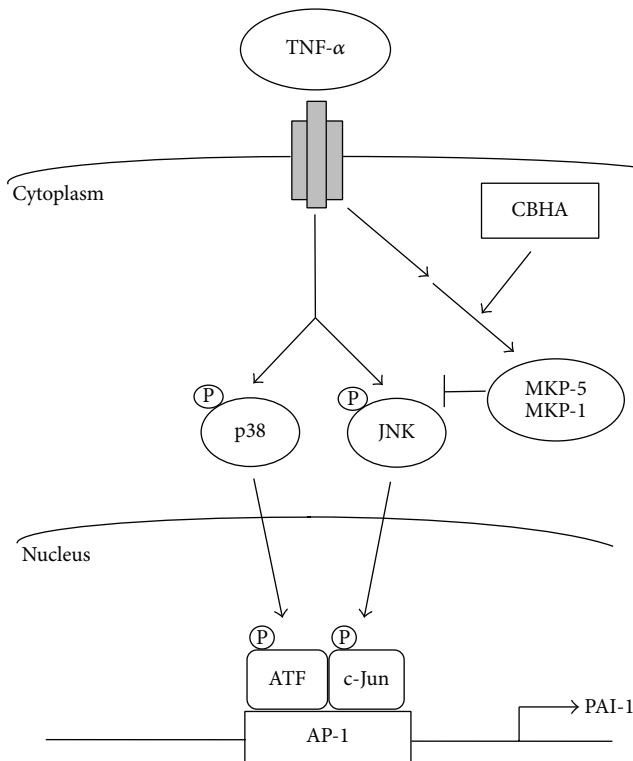 TNF-α
Cytoplasm
CBHA
MKP-5
MKP-1
P
p38
P
JNK
Nucleus
P
ATF
P
c-Jun
PAI-1
AP-1